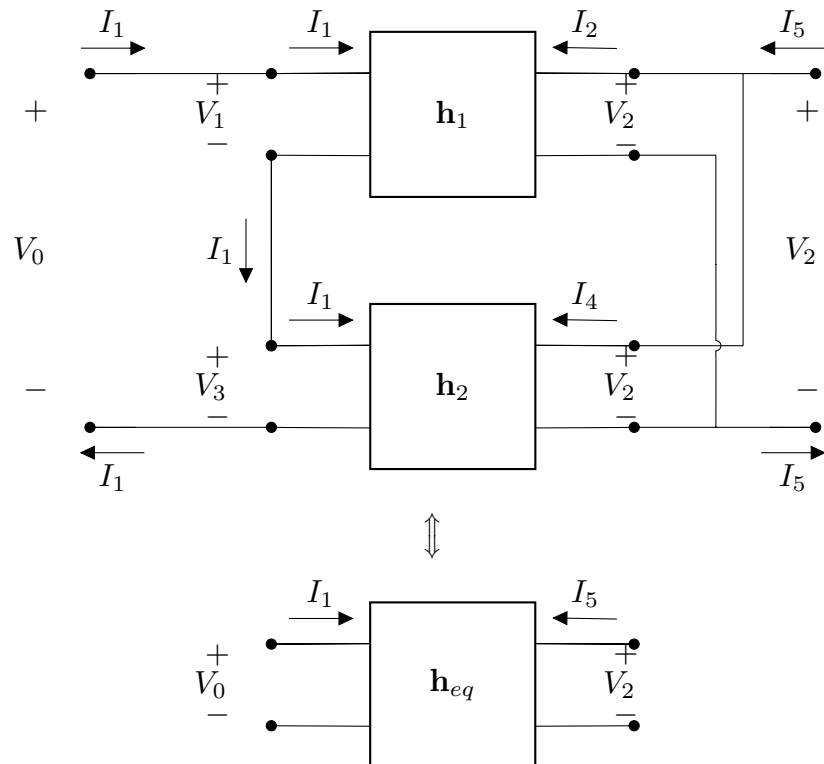 I₁ I₁ I₂ I₅
+ + + +
V₁ h₁ V₂
− −
V₀ I₁ V₂
I₁ I₄
+ +
− V₃ h₂ V₂ −
− −
I₁ I₅
⇕
I₁ I₅
+ +
V₀ h_eq V₂
− −